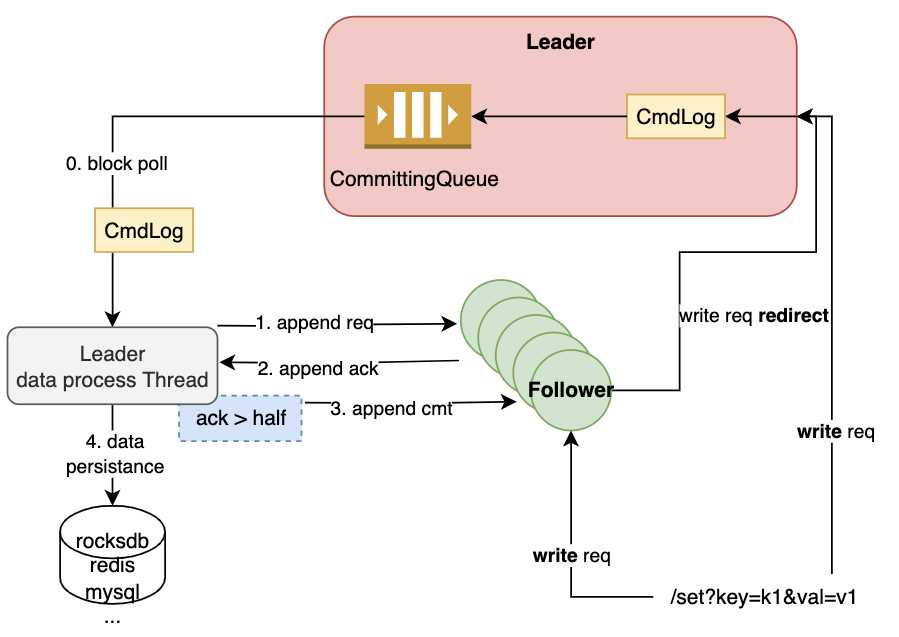 Leader
CmdLog
CommittingQueue
0. block poll
CmdLog
1. append req
write req redirect
Leader
data process Thread
2. append ack
Follower
ack > half
3. append cmt
4. data
persistance
write req
rocksdb
redis
mysql
...
write req
/set?key=k1&val=v1